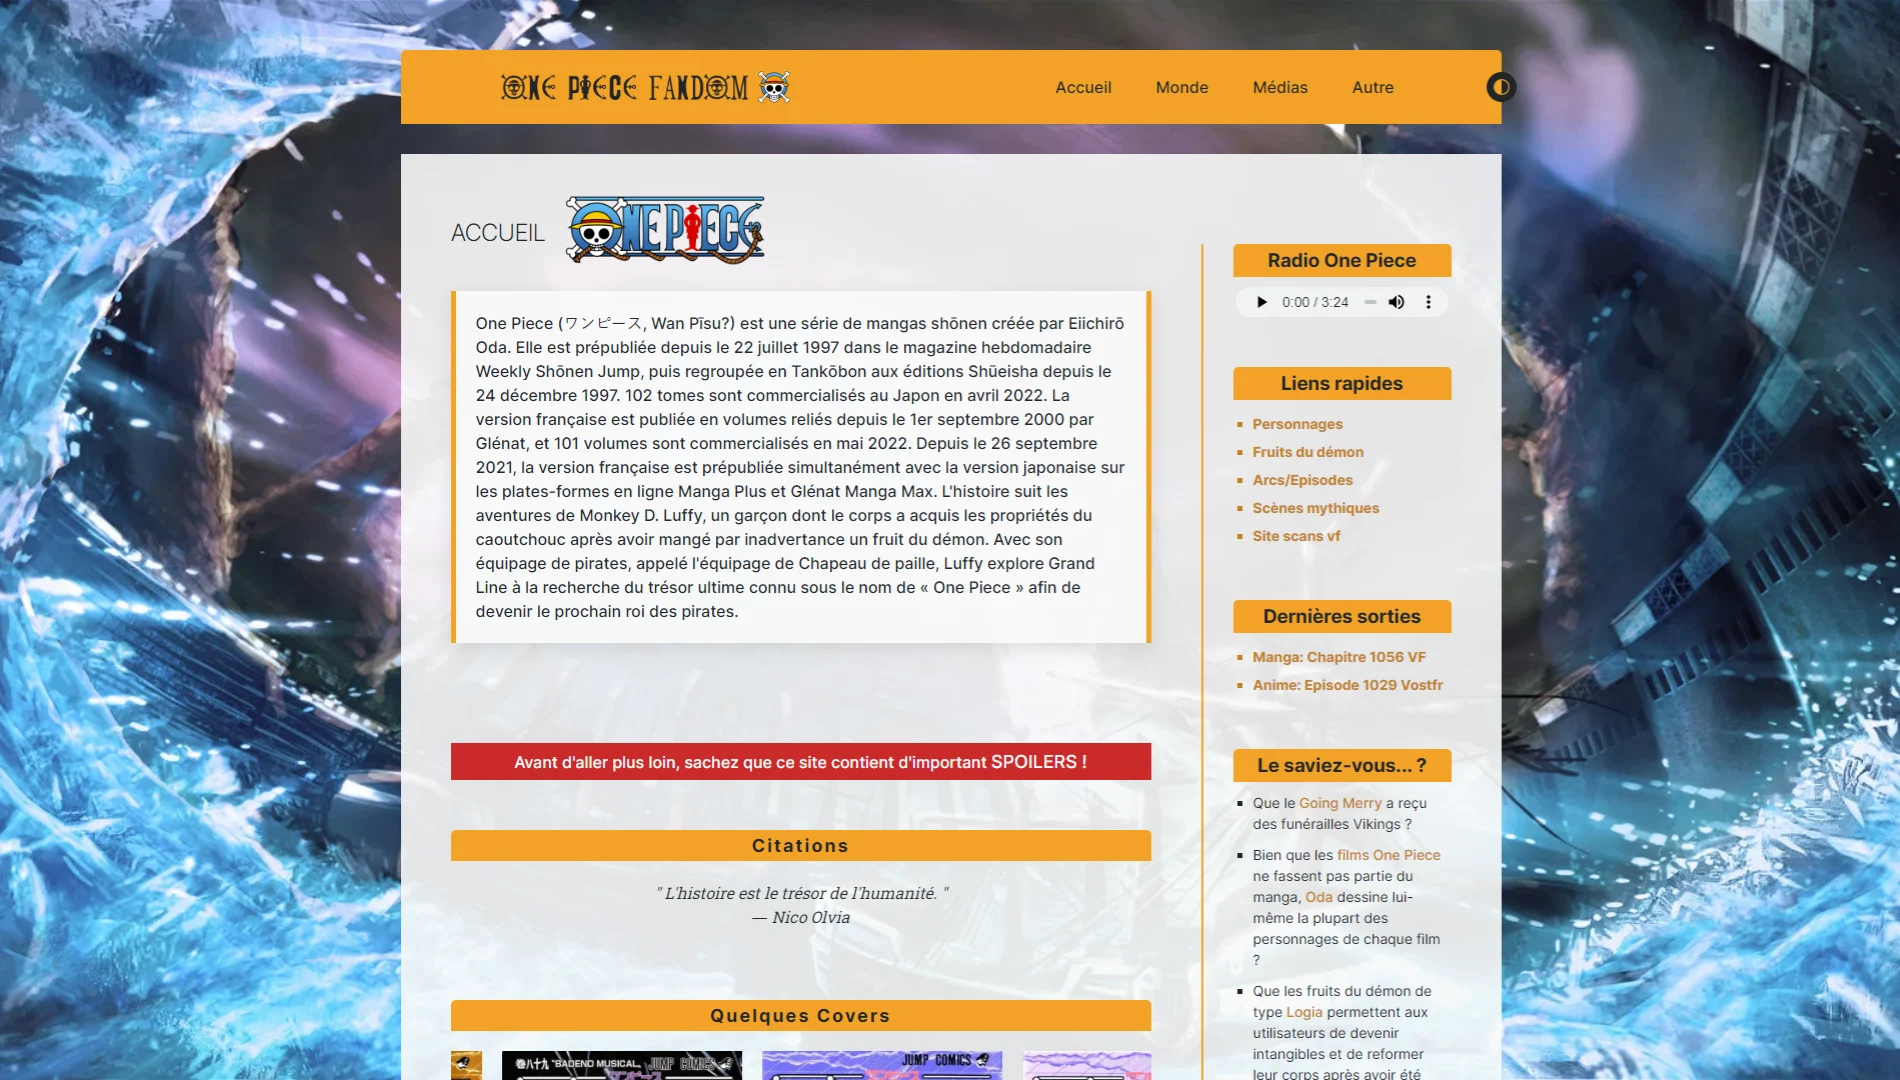 ONE PIECE FANDOM
Accueil
Monde
Médias
Autre
ACCUEIL
ONE PIECE
One Piece (ワンピース, Wan Pīsu?) est une série de mangas shōnen créée par Eiichirō
Oda. Elle est prépubliée depuis le 22 juillet 1997 dans le magazine hebdomadaire
Weekly Shōnen Jump, puis regroupée en Tankōbon aux éditions Shūeisha depuis le
24 décembre 1997. 102 tomes sont commercialisés au Japon en avril 2022. La
version française est publiée en volumes reliés depuis le 1er septembre 2000 par
Glénat, et 101 volumes sont commercialisés en mai 2022. Depuis le 26 septembre
2021, la version française est prépubliée simultanément avec la version japonaise sur
les plates-formes en ligne Manga Plus et Glénat Manga Max. L'histoire suit les
aventures de Monkey D. Luffy, un garçon dont le corps a acquis les propriétés du
caoutchouc après avoir mangé par inadvertance un fruit du démon. Avec son
équipage de pirates, appelé l'équipage de Chapeau de paille, Luffy explore Grand
Line à la recherche du trésor ultime connu sous le nom de « One Piece » afin de
devenir le prochain roi des pirates.
Avant d'aller plus loin, sachez que ce site contient d'important SPOILERS !
Citations
" L'histoire est le trésor de l'humanité. "
— Nico Olvia
Quelques Covers
巻八十九 "BADEND MUSICAL„ JUMP COMICS
JUMP COMICS
Radio One Piece
0:00 / 3:24
Liens rapides
Personnages
Fruits du démon
Arcs/Episodes
Scènes mythiques
Site scans vf
Dernières sorties
Manga: Chapitre 1056 VF
Anime: Episode 1029 Vostfr
Le saviez-vous... ?
Que le Going Merry a reçu
des funérailles Vikings ?
Bien que les films One Piece
ne fassent pas partie du
manga, Oda dessine lui-
même la plupart des
personnages de chaque film
?
Que les fruits du démon de
type Logia permettent aux
utilisateurs de devenir
intangibles et de reformer
leur corps après avoir été